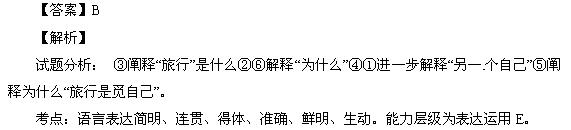 【答案】B
【解析】
试题分析： ③阐释“旅行”是什么②⑥解释“为什么”④①进一步解释“另一.个自己”⑤阐
释为什么“旅行是觅自己”。
考点：语言表达简明、连贯、得体、准确、鲜明、生动。能力层级为表达运用 E。